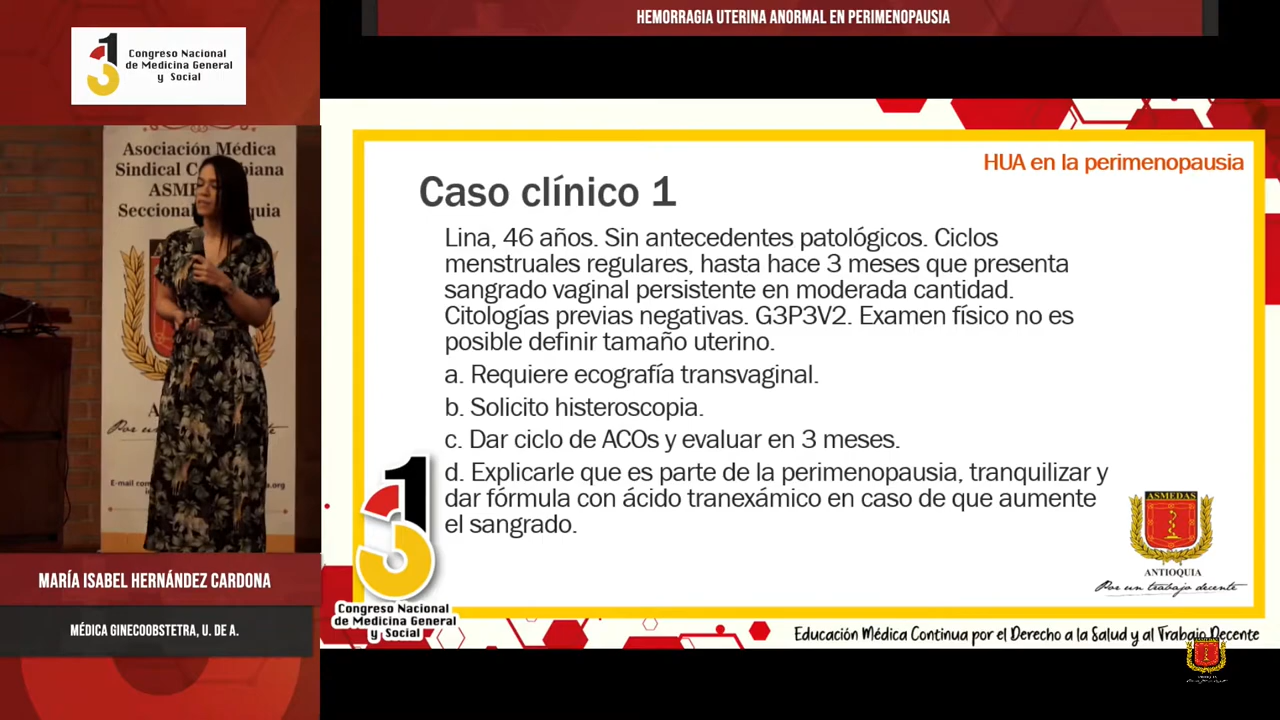 HEMORRAGIA UTERINA ANORMAL EN PERIMENOPAUSIA
Congreso Nacional
de Medicina General
y Social
Asociación Médica
Sindical
ASM
Seccional
HUA en la perimenopausia
Caso clínico 1
Lina, 46 años. Sin antecedentes patológicos. Ciclos
menstruales regulares, hasta hace 3 meses que presenta
sangrado vaginal persistente en moderada cantidad.
Citologías previas negativas. G3P3V2. Examen físico no es
posible definir tamaño uterino.
a. Requiere ecografía transvaginal.
b. Solicito histeroscopia.
c. Dar ciclo de ACOs y evaluar en 3 meses.
d. Explicarle que es parte de la perimenopausia, tranquilizar y
dar fórmula con ácido tranexámico en caso de que aumente
el sangrado.
ASMEDAS
ANTIOQUIA
Por un trabajo decente
Congreso Nacional
de Medicina General
y Social
Educación Médica Continua por el Derecho a la Salud y al Trabajo Decente
MARÍA ISABEL HERNÁNDEZ CARDONA
MÉDICA GINECOOBSTETRA, U. DE A.